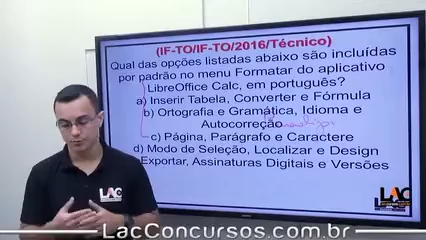 (IF-TO/IF-TO/2016/Técnico)
Qual das opções listadas abaixo são incluídas
por padrão no menu Formatar do aplicativo
LibreOffice Calc, em português?
a) Inserir Tabela, Converter e Fórmula
b) Ortografia e Gramática, Idioma e
Autocorreção
c) Página, Parágrafo e Caractere
d) Modo de Seleção, Localizar e Design
Exportar, Assinaturas Digitais e Versões
LAC
LAC
LacConcursos.com.br